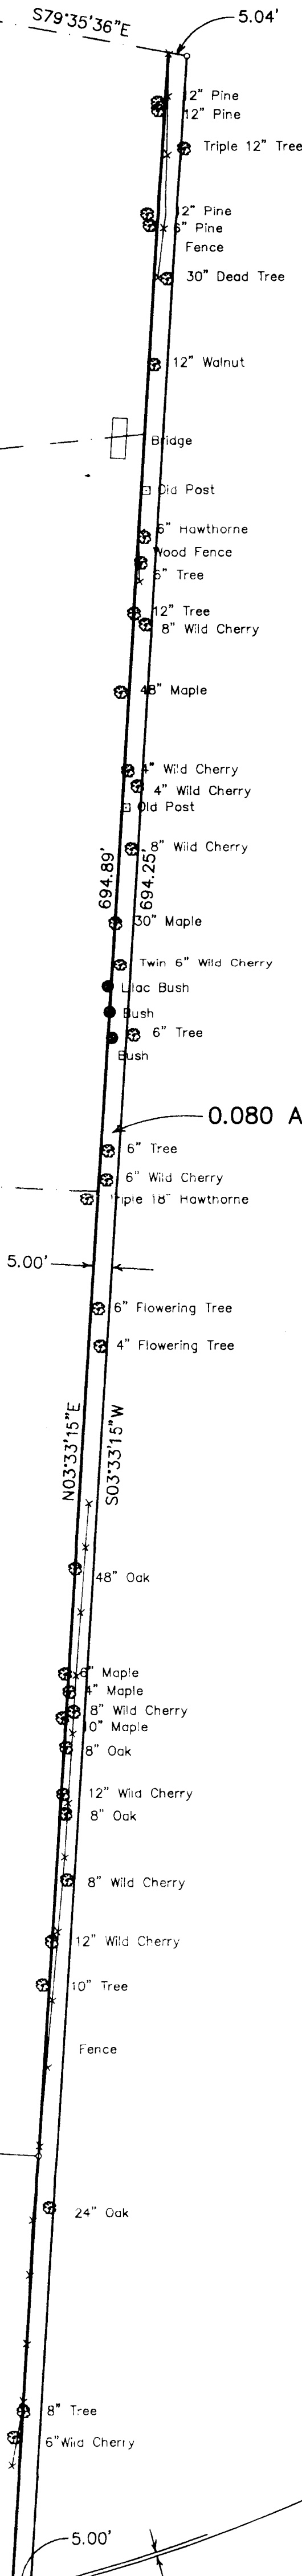 S79°35'36"E
5.04'
12" Pine
12" Pine
Triple 12" Tree
12" Pine
6" Pine
Fence
30" Dead Tree
12" Walnut
Bridge
Old Post
6" Hawthorne
Wood Fence
6" Tree
12" Tree
8" Wild Cherry
48" Maple
4" Wild Cherry
4" Wild Cherry
Old Post
8" Wild Cherry
694.89'
694.25'
30" Maple
Twin 6" Wild Cherry
Lilac Bush
Bush
6" Tree
Bush
0.080 A
6" Tree
6" Wild Cherry
Triple 18" Hawthorne
5.00'
6" Flowering Tree
4" Flowering Tree
N03°33'15"E
S03°33'15"W
48" Oak
6" Maple
4" Maple
8" Wild Cherry
10" Maple
8" Oak
12" Wild Cherry
8" Oak
8" Wild Cherry
12" Wild Cherry
10" Tree
Fence
24" Oak
8" Tree
6" Wild Cherry
5.00'